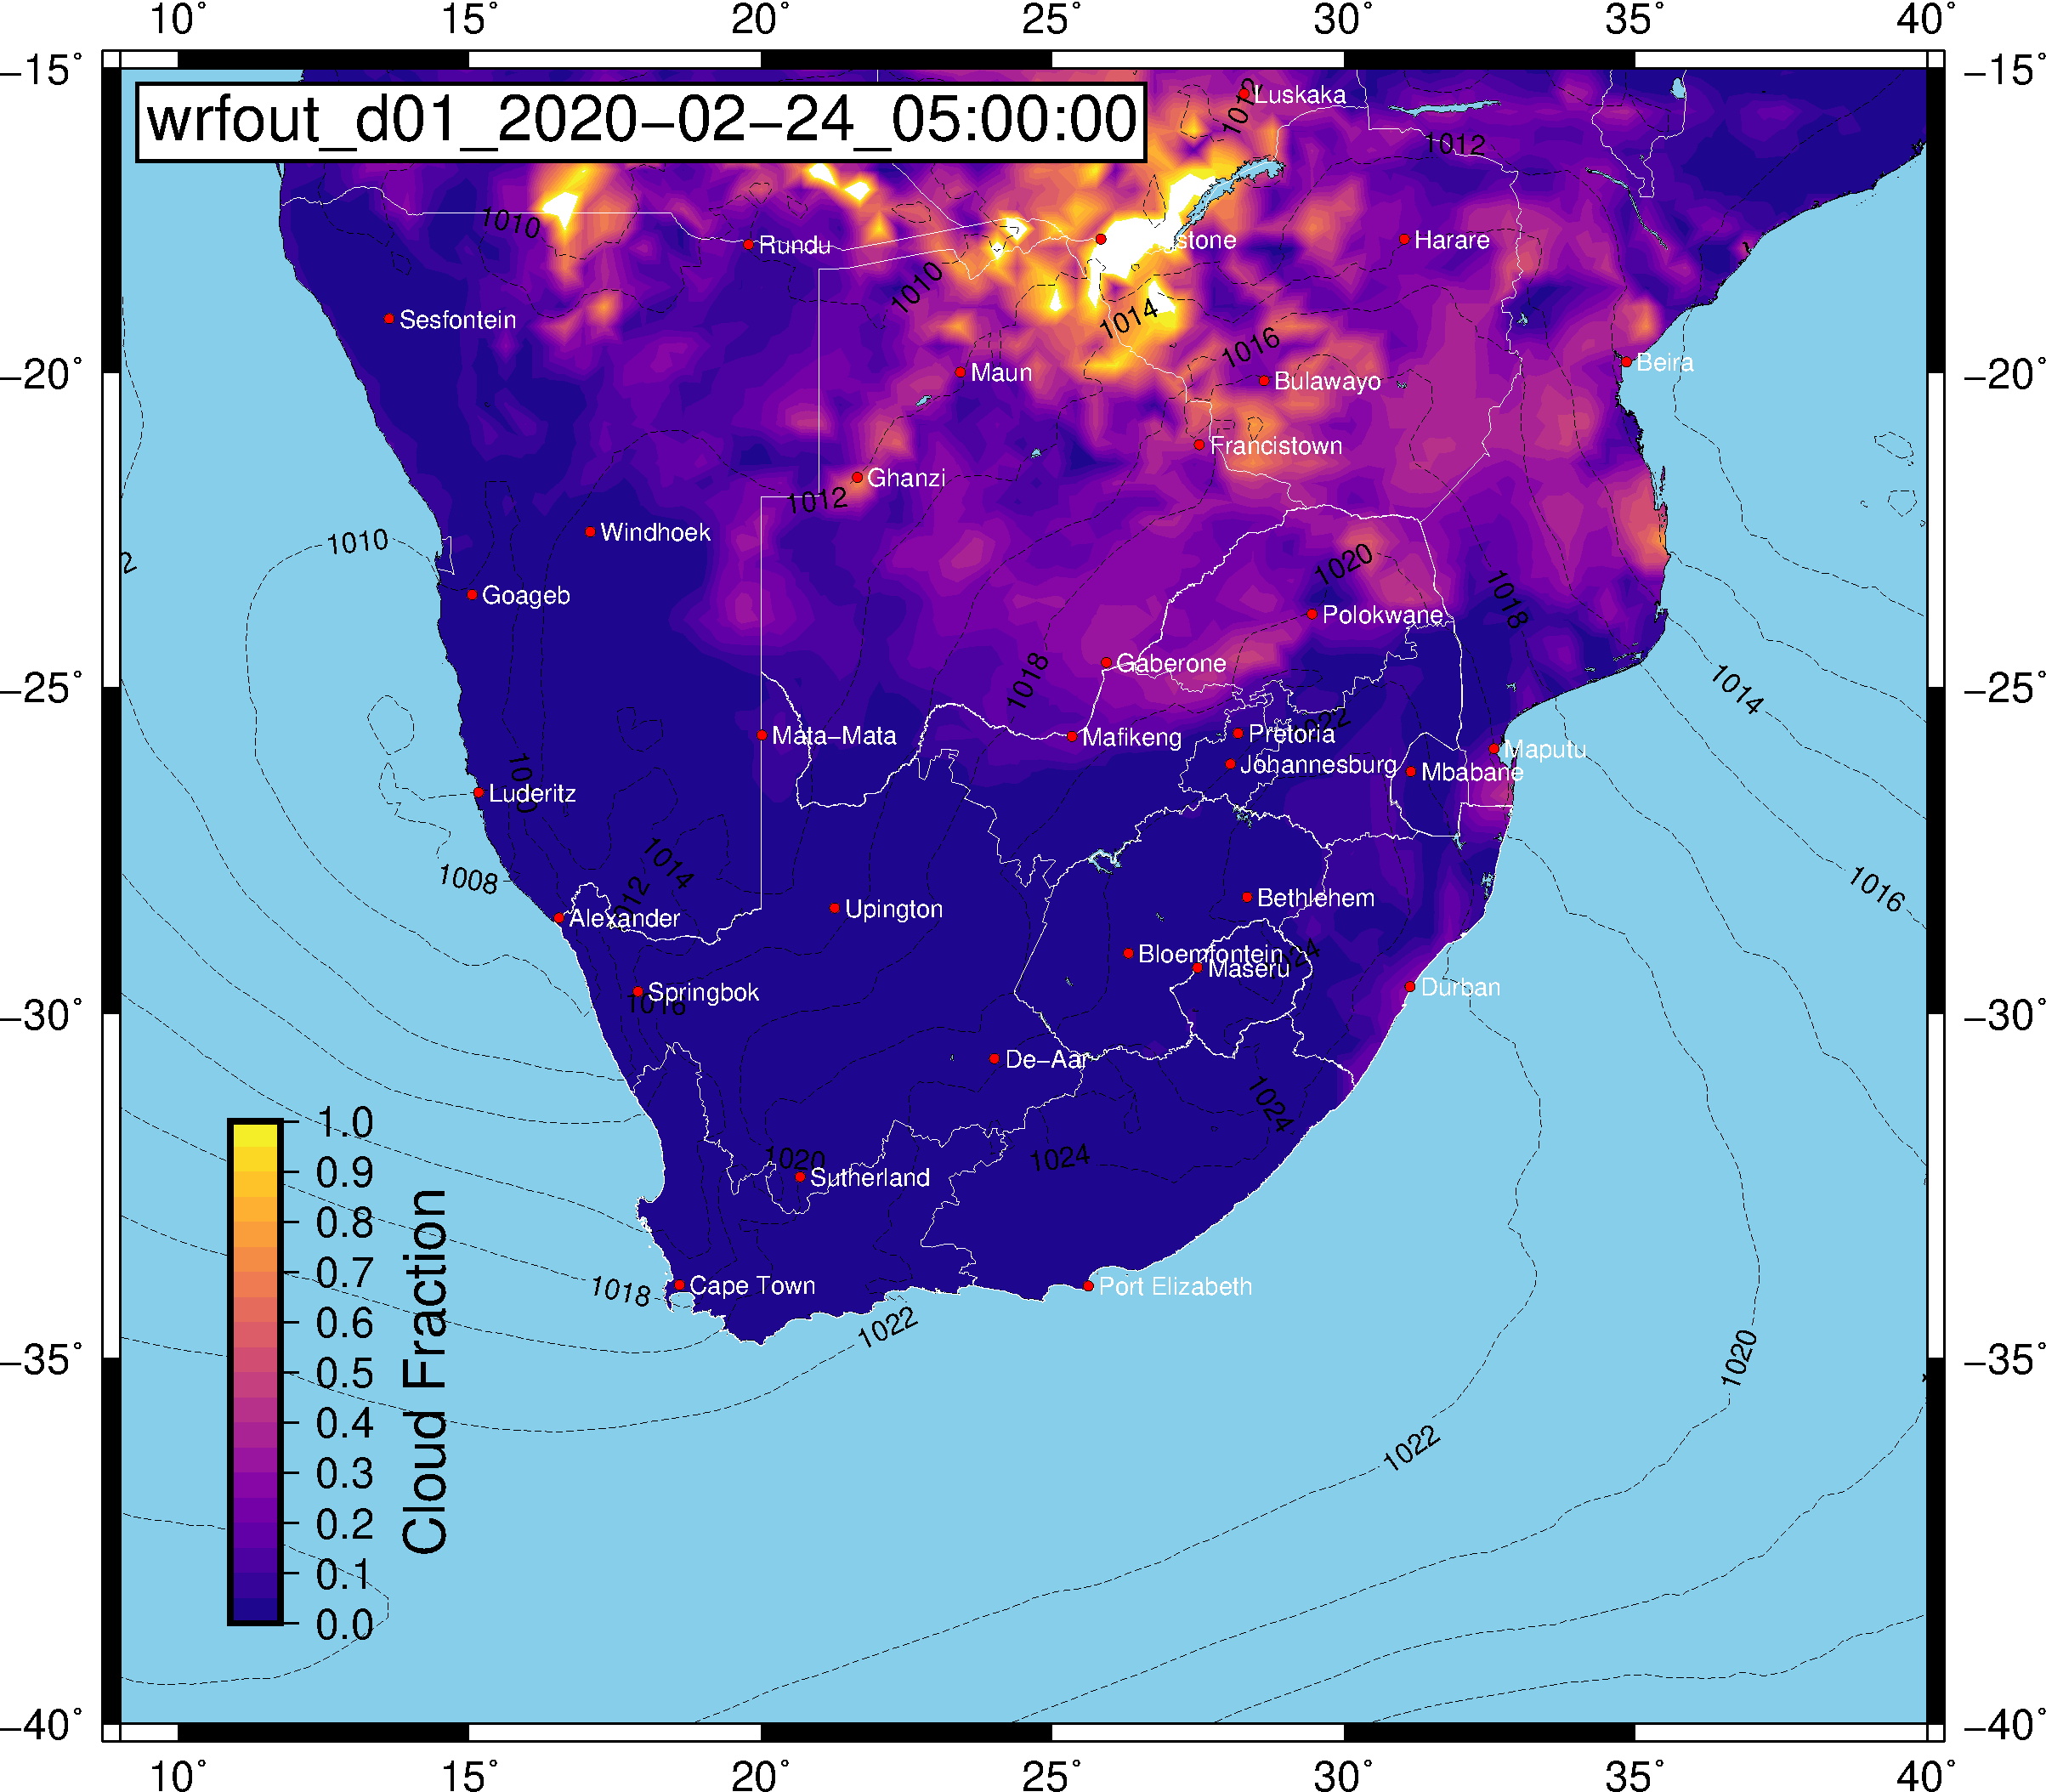 10° 15° 20° 25° 30° 35° 40°
−15° −15°
wrfout_d01_2020−02−24_05:00:00
Luskaka
1012
1012
1010
Rundu
stone
Harare
1010
Sesfontein
1014
1016
−20° −20°
Maun
Bulawayo
Beira
Francistown
Ghanzi
1012
Windhoek
1010
2
1020
Goageb
1018
Polokwane
Gaberone
1018
−25° −25°
1014
1022
Mata−Mata
Mafikeng
Pretoria
Maputu
Johannesburg
Mbabane
Luderitz
1014
1008
1016
1012
Bethlehem
Upington
Alexander
Bloemfontein
1024
Maseru
Springbok
1016
Durban
−30° −30°
De−Aar
1024
1024
1020
Sutherland
Cape Town
Port Elizabeth
1018
1022
−35° −35°
1020
1022
1.0
0.9
0.8
0.7
0.6
0.5
0.4
0.3
0.2
0.1
0.0
Cloud Fraction
−40° −40°
10° 15° 20° 25° 30° 35° 40°